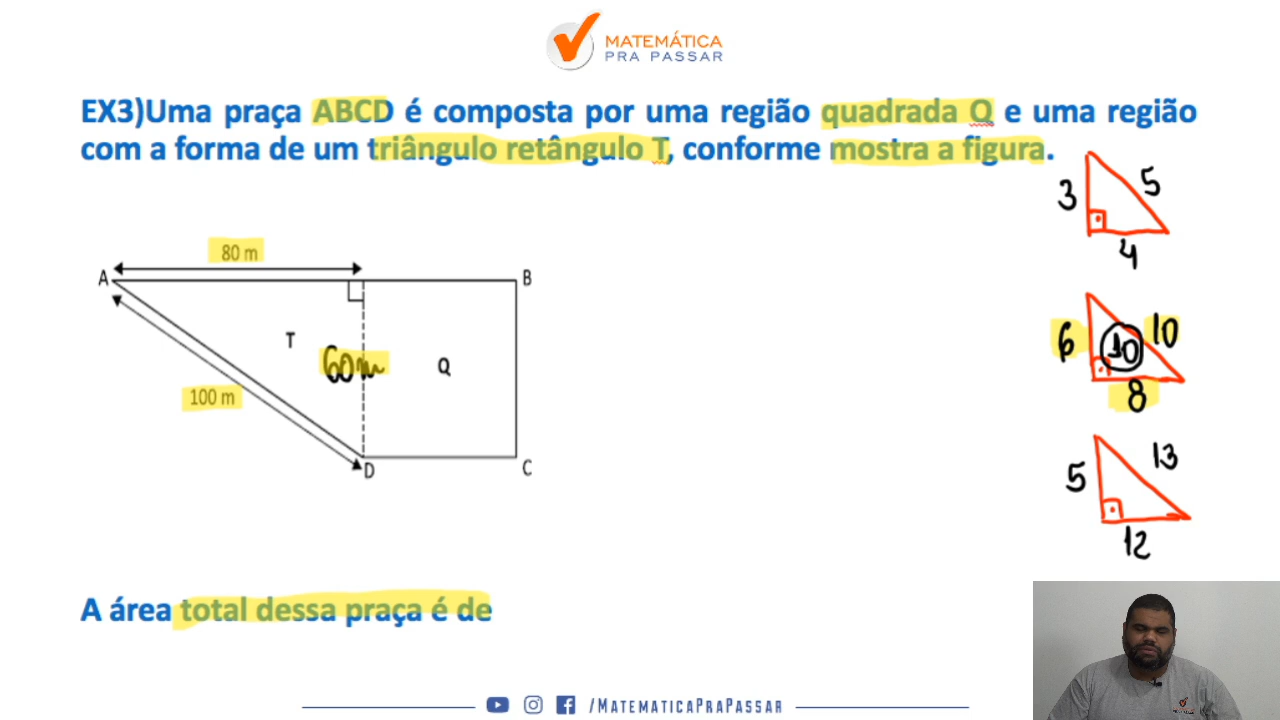 MATEMÁTICA
PRA PASSAR
EX3)Uma praça ABCD é composta por uma região quadrada Q e uma região
com a forma de um triângulo retângulo T, conforme mostra a figura.
80 m
A
B
T
60m
Q
100 m
D
C
3
5
4
6
10
10
8
5
13
12
A área total dessa praça é de
/MATEMATICAPRAPASSAR